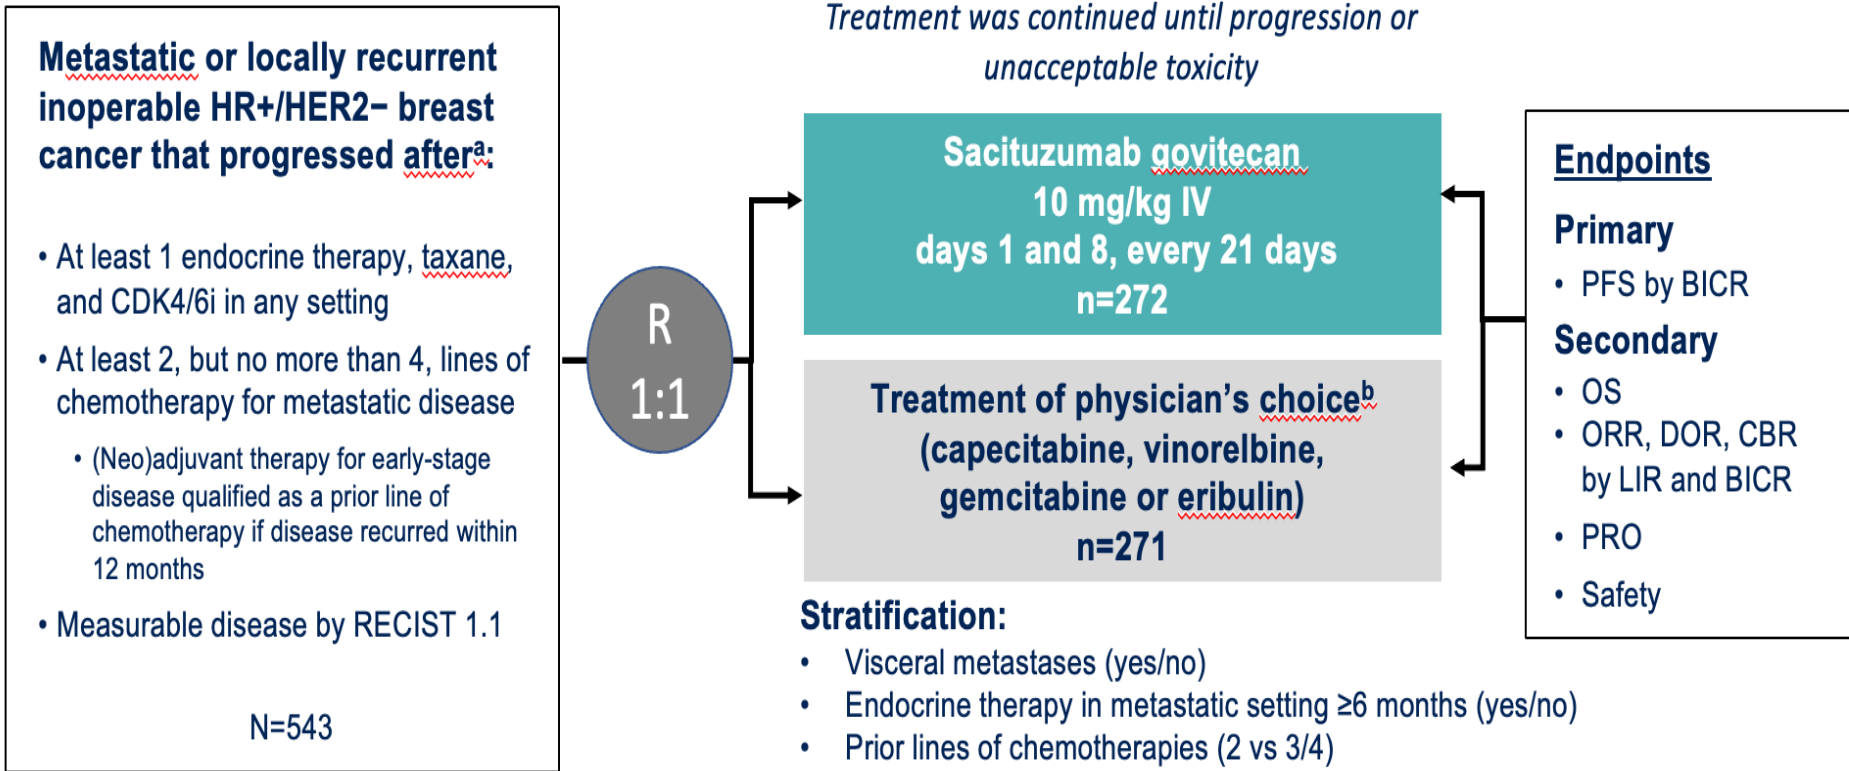 Metastatic or locally recurrent
inoperable HR+/HER2− breast
cancer that progressed afterᵃ:
• At least 1 endocrine therapy, taxane,
and CDK4/6i in any setting
• At least 2, but no more than 4, lines of
chemotherapy for metastatic disease
• (Neo)adjuvant therapy for early-stage
disease qualified as a prior line of
chemotherapy if disease recurred within
12 months
• Measurable disease by RECIST 1.1
N=543
R
1:1
Treatment was continued until progression or
unacceptable toxicity
Sacituzumab govitecan
10 mg/kg IV
days 1 and 8, every 21 days
n=272
Treatment of physician’s choiceᵇ
(capecitabine, vinorelbine,
gemcitabine or eribulin)
n=271
Stratification:
• Visceral metastases (yes/no)
• Endocrine therapy in metastatic setting ≥6 months (yes/no)
• Prior lines of chemotherapies (2 vs 3/4)
Endpoints
Primary
• PFS by BICR
Secondary
• OS
• ORR, DOR, CBR
by LIR and BICR
• PRO
• Safety